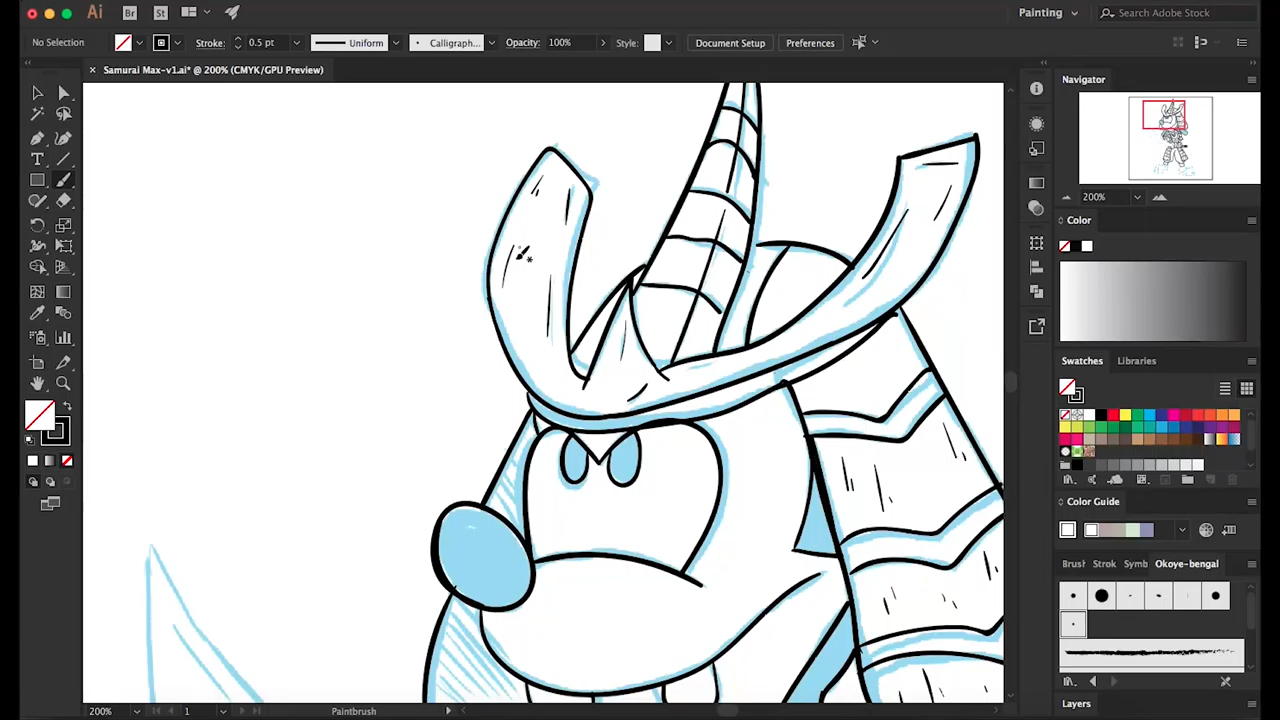 Ai
Br
St
Painting
Search Adobe Stock
No Selection
Stroke:
0.5 pt
Uniform
Calligraph...
Opacity:
100%
Style:
Document Setup
Preferences
× Samurai Max-v1.ai* @ 200% (CMYK/GPU Preview)
Navigator
200%
Color
Swatches
Libraries
Color Guide
Brush
Strok
Symb
Okoye-bengal
Layers
200%
1
Paintbrush